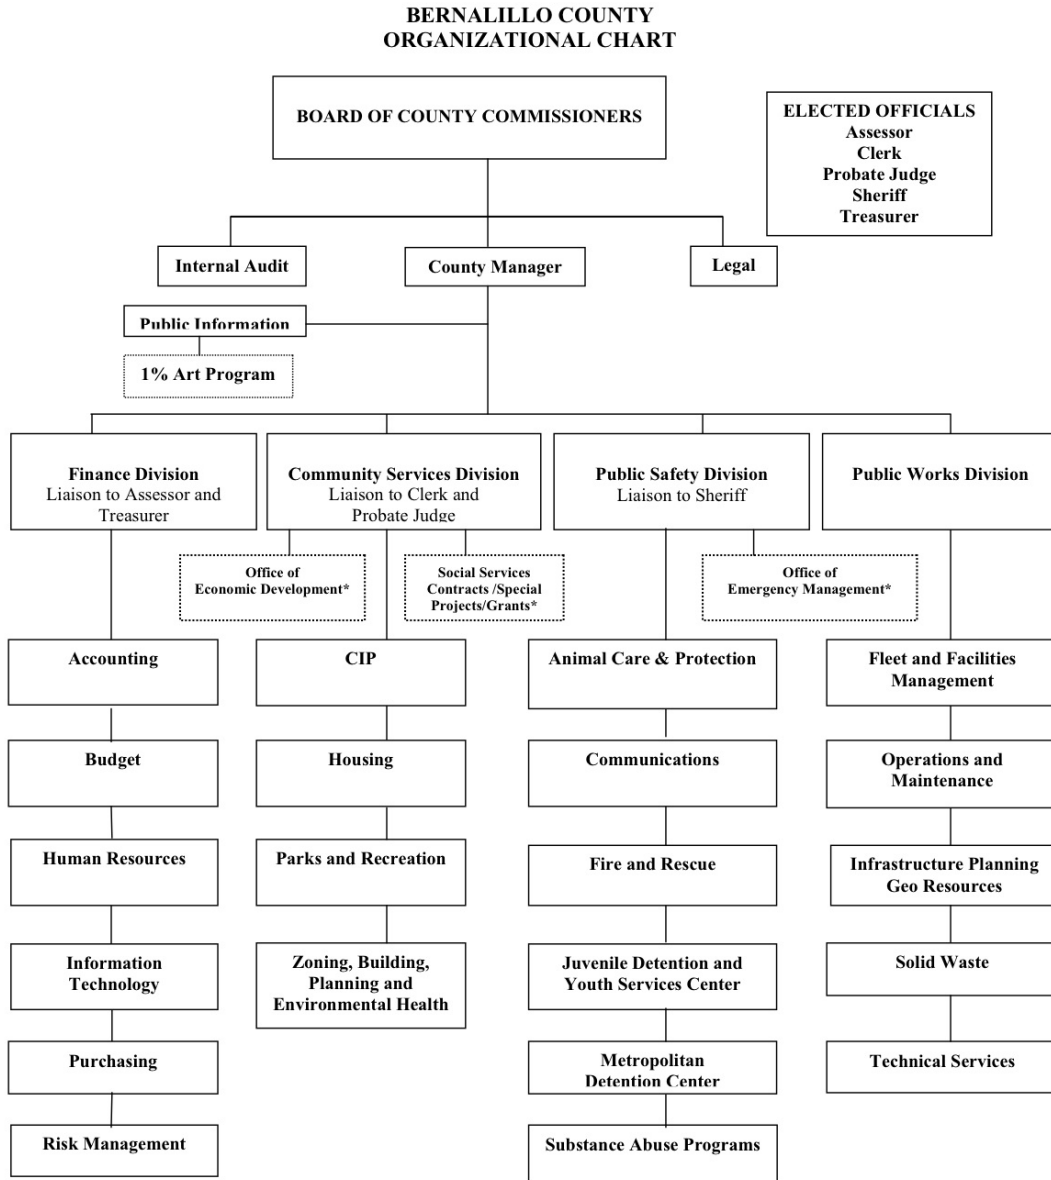 BERNALILLO COUNTY
ORGANIZATIONAL CHART
BOARD OF COUNTY COMMISSIONERS
ELECTED OFFICIALS
Assessor
Clerk
Probate Judge
Sheriff
Treasurer
Internal Audit
County Manager
Legal
Public Information
1% Art Program
Finance Division
Liaison to Assessor and
Treasurer
Community Services Division
Liaison to Clerk and
Probate Judge
Public Safety Division
Liaison to Sheriff
Public Works Division
Office of
Economic Development*
Social Services
Contracts /Special
Projects/Grants*
Office of
Emergency Management*
Accounting
CIP
Animal Care & Protection
Fleet and Facilities
Management
Budget
Housing
Communications
Operations and
Maintenance
Human Resources
Parks and Recreation
Fire and Rescue
Infrastructure Planning
Geo Resources
Information
Technology
Zoning, Building,
Planning and
Environmental Health
Juvenile Detention and
Youth Services Center
Solid Waste
Purchasing
Metropolitan
Detention Center
Technical Services
Risk Management
Substance Abuse Programs